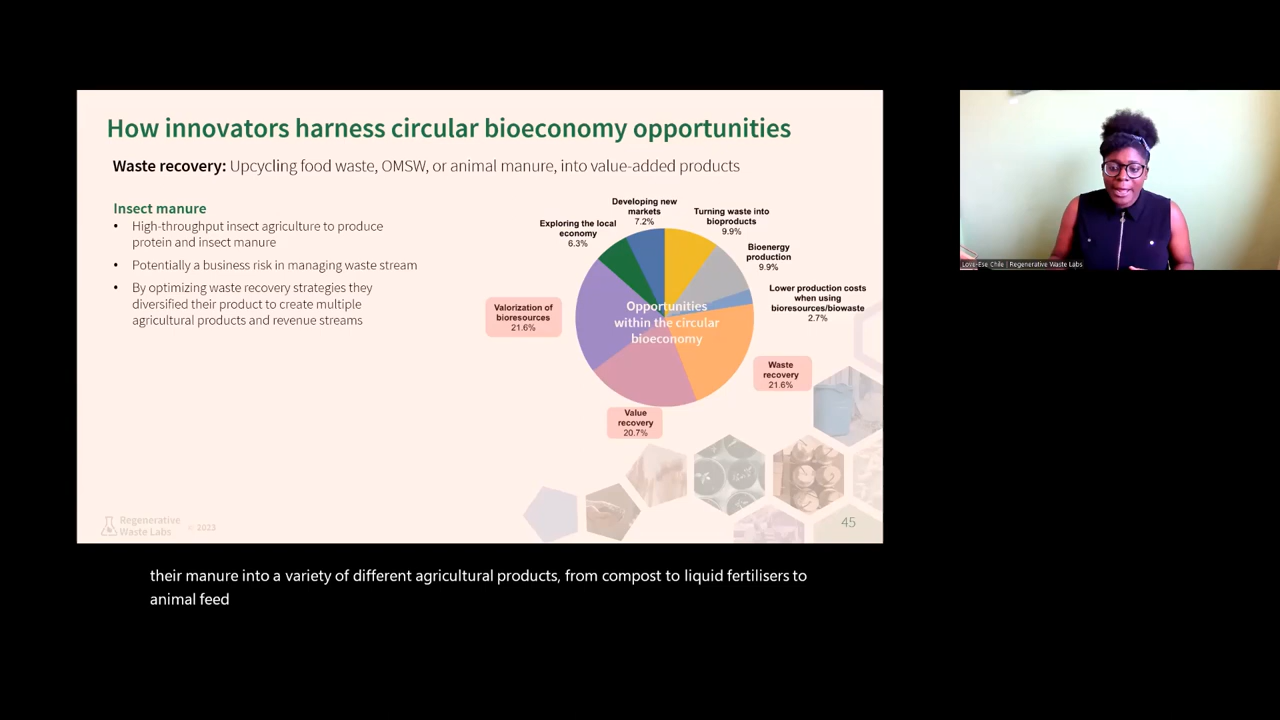 How innovators harness circular bioeconomy opportunities
Waste recovery: Upcycling food waste, OMSW, or animal manure, into value-added products
Insect manure
• High-throughput insect agriculture to produce
protein and insect manure
• Potentially a business risk in managing waste stream
• By optimizing waste recovery strategies they
diversified their product to create multiple
agricultural products and revenue streams
Developing new
markets
7.2%
Turning waste into
bioproducts
9.9%
Exploring the local
economy
6.3%
Bioenergy
production
9.9%
Lower production costs
when using
bioresources/biowaste
2.7%
Valorization of
bioresources
21.6%
Opportunities
within the circular
bioeconomy
Waste
recovery
21.6%
Value
recovery
20.7%
Regenerative
Waste Labs
© 2023
45
Love-Ese Chile | Regenerative Waste Labs
their manure into a variety of different agricultural products, from compost to liquid fertilisers to
animal feed